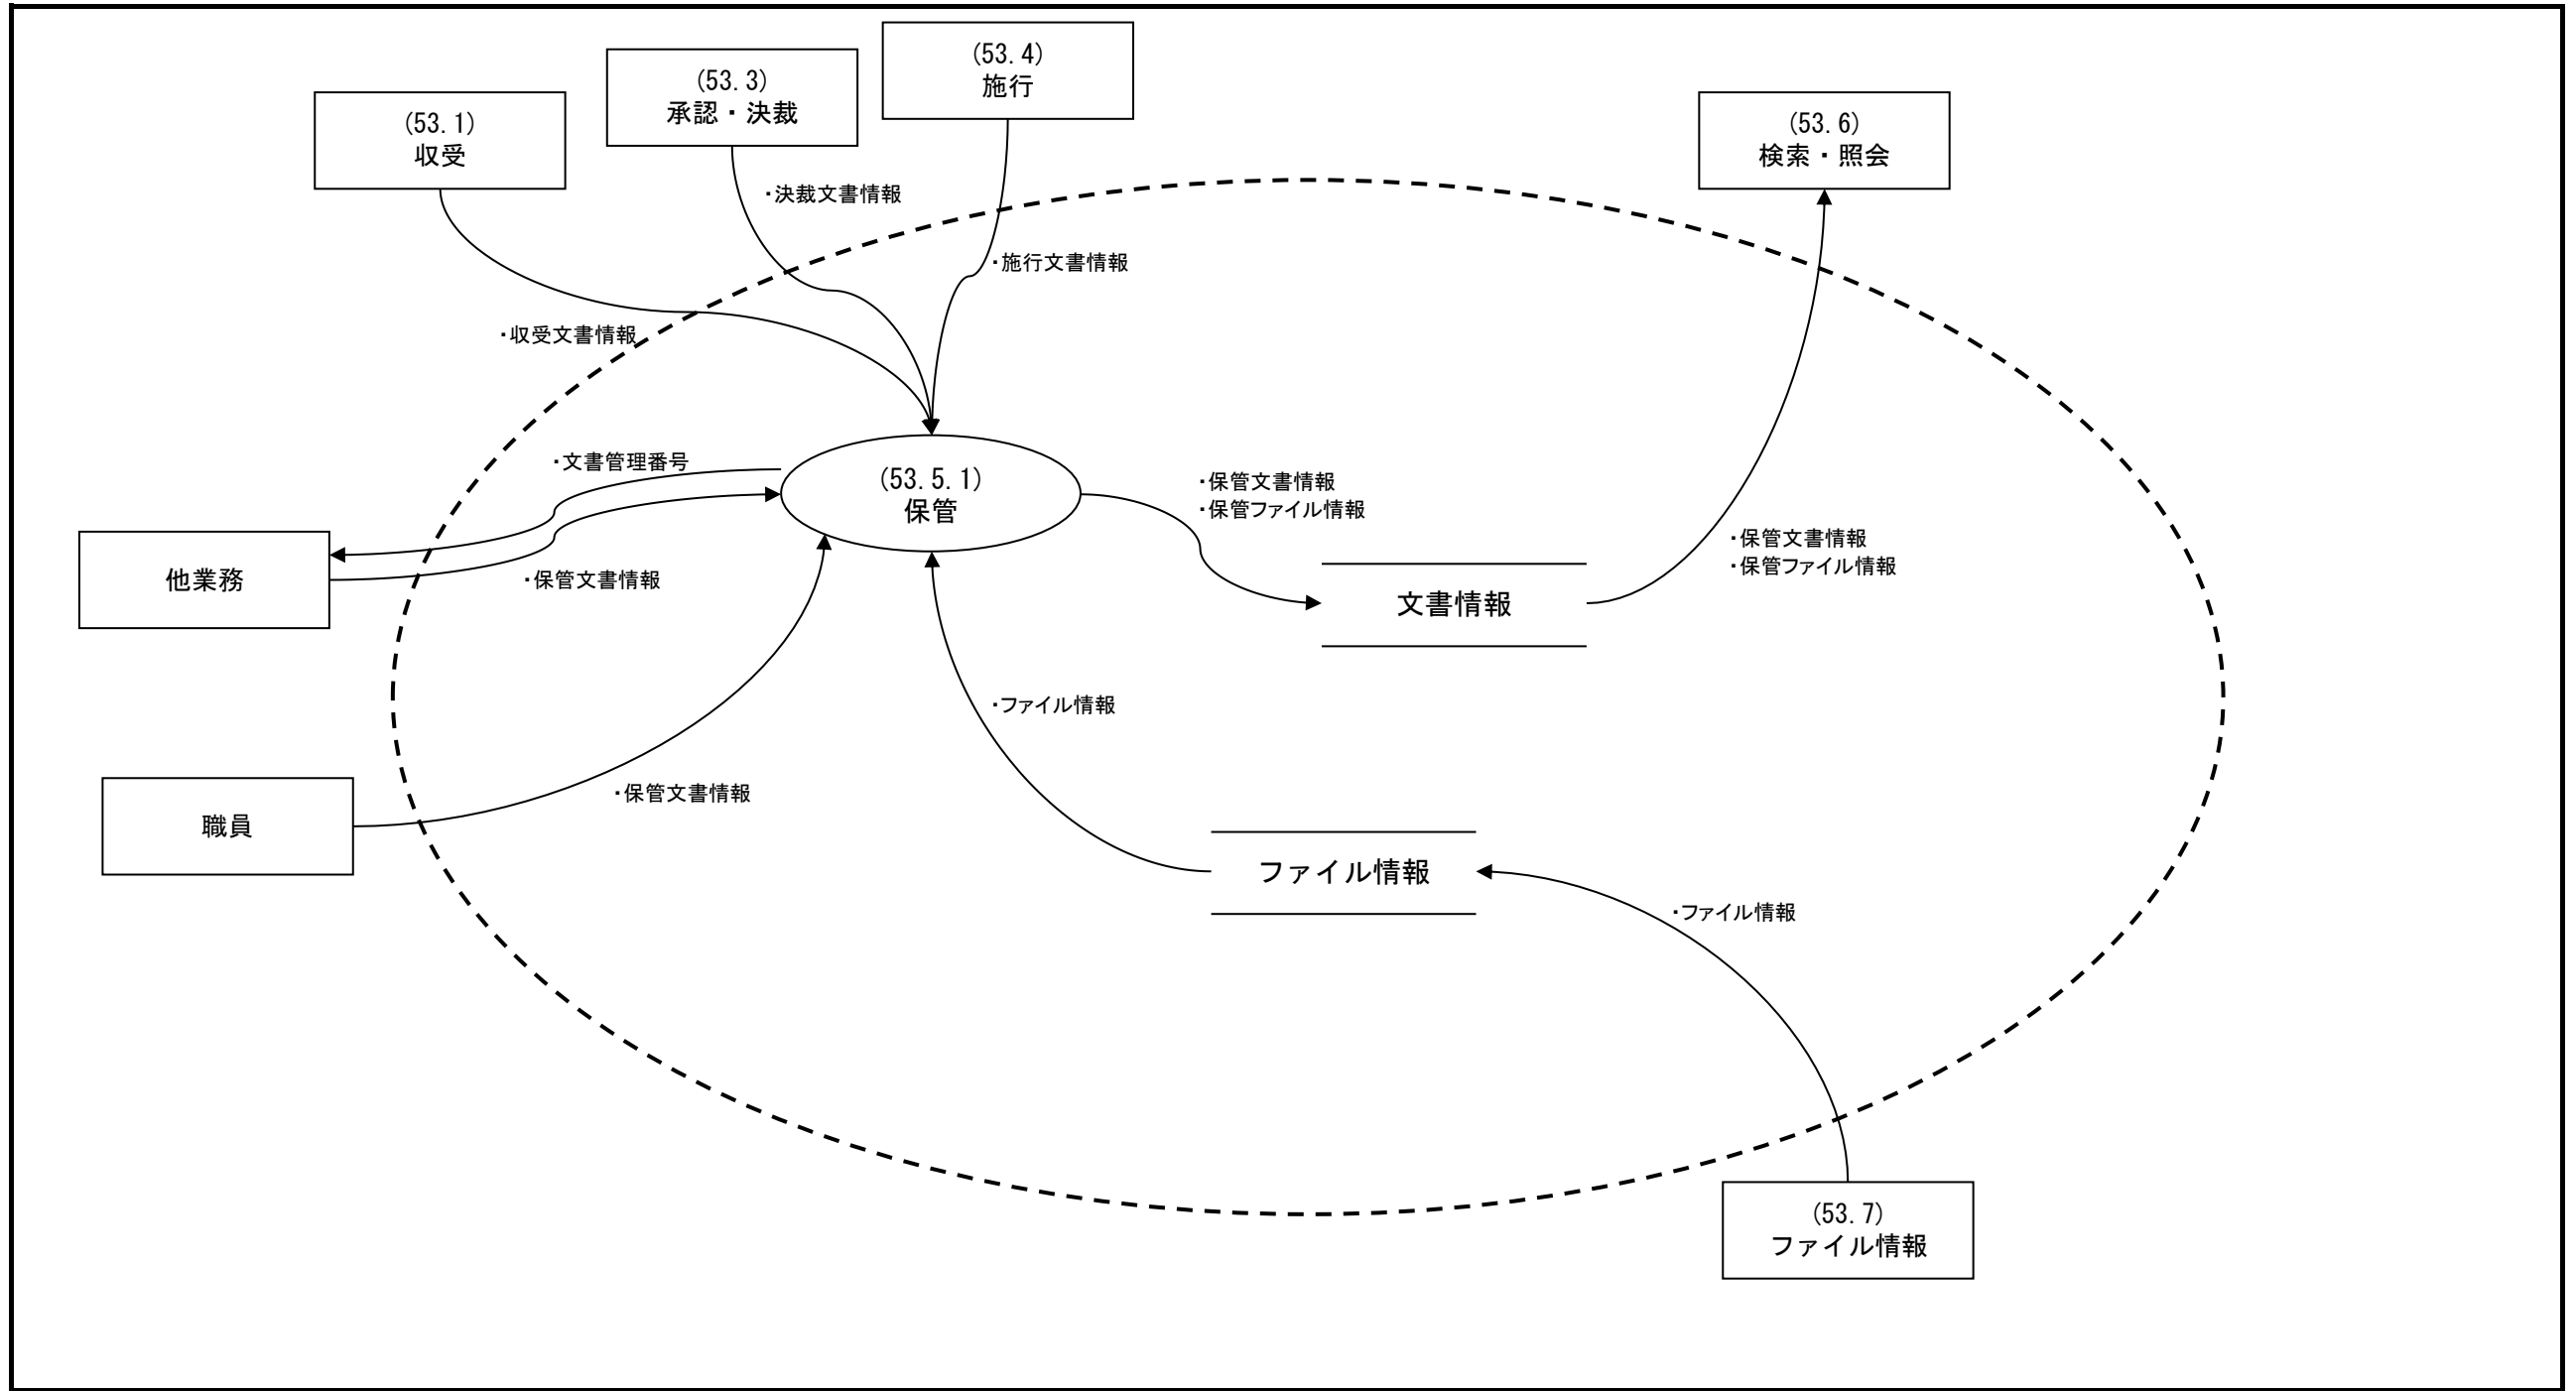 (53.4)
施行
(53.3)
承認・決裁
(53.1)
収受
(53.6)
検索・照会
・決裁文書情報
・施行文書情報
・収受文書情報
・文書管理番号
(53.5.1)
保管
・保管文書情報
・保管ファイル情報
・保管文書情報
・保管ファイル情報
他業務
・保管文書情報
文書情報
・ファイル情報
・保管文書情報
職員
ファイル情報
・ファイル情報
(53.7)
ファイル情報